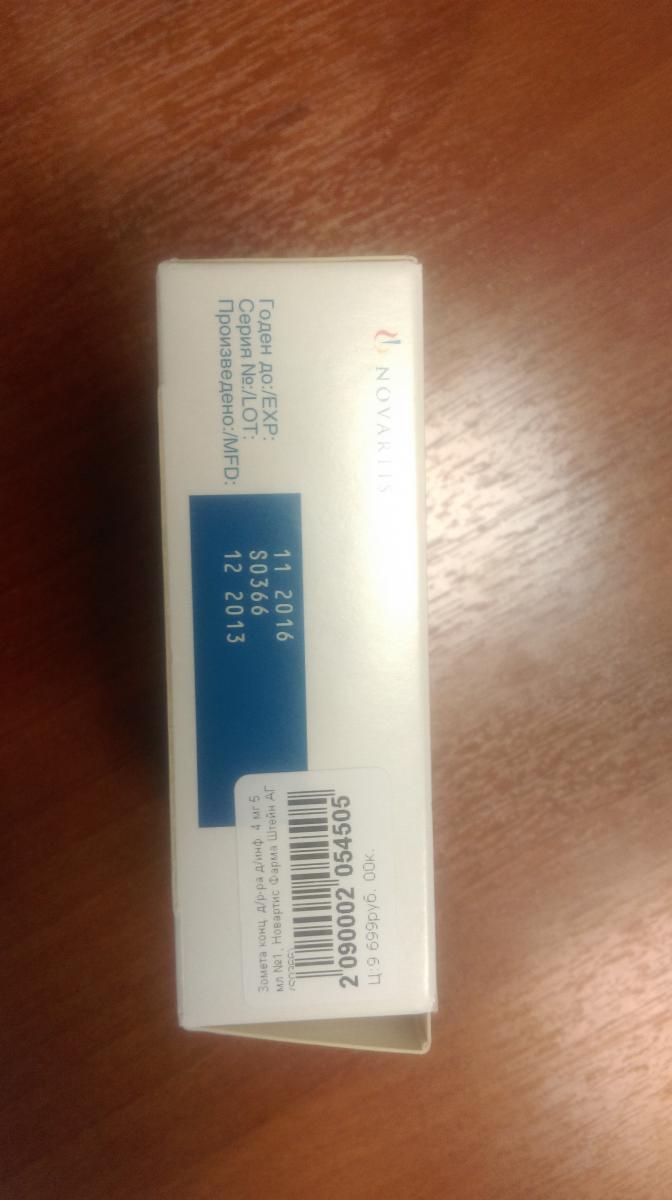 NOVARTIS
Годен до:/EXP:
Серия №:/LOT:
Произведено:/MFD:
11 2016
S0366
12 2013
Зомета конц. д/р-ра д/инф. 4 мг 5
мл №1, Новартис Фарма Штейн АГ
2 090002 054505
Ц:9 699руб. 00к.